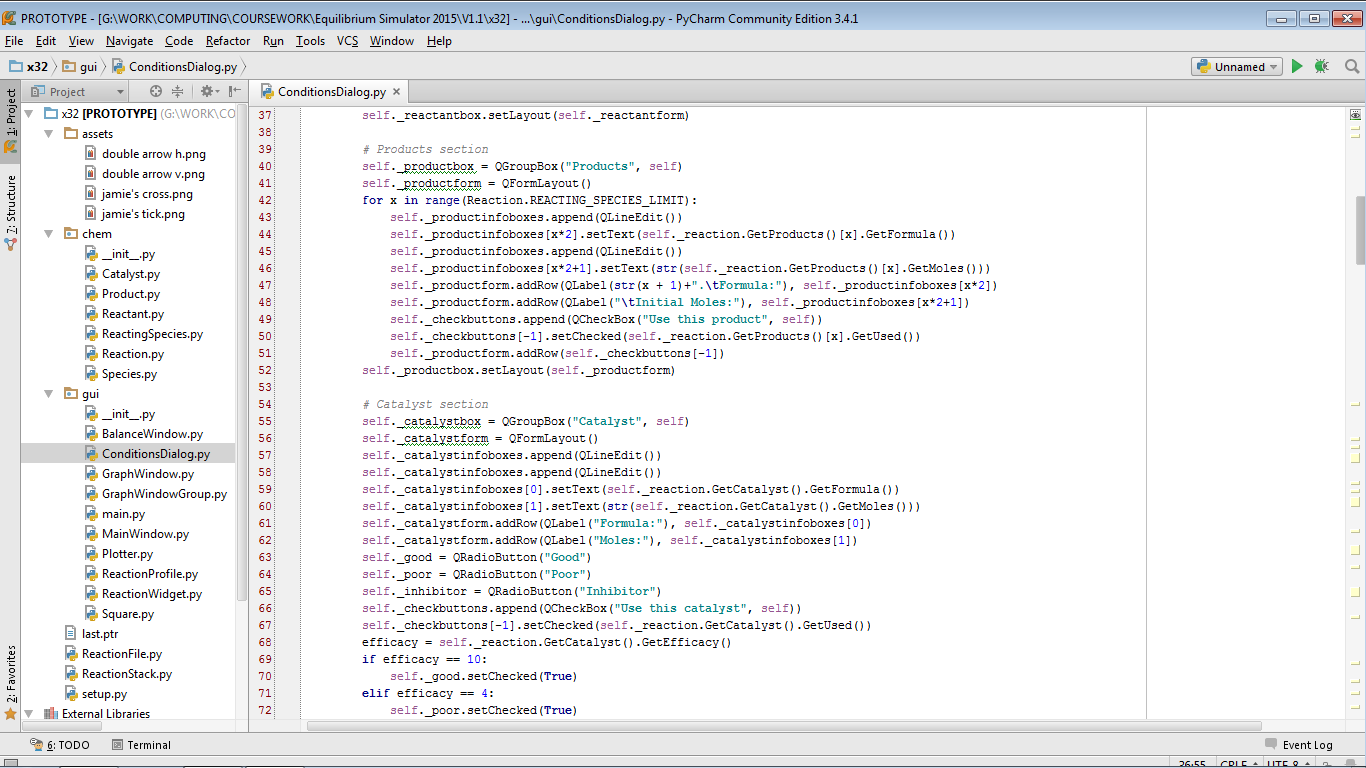 PROTOTYPE - [G:\WORK\COMPUTING\COURSEWORK\Equilibrium Simulator 2015\V1.1\x32] - ...\gui\ConditionsDialog.py - PyCharm Community Edition 3.4.1
File Edit View Navigate Code Refactor Run Tools VCS Window Help
x32 gui ConditionsDialog.py
Unnamed
1: Project
7: Structure
2: Favorites
Project
x32 [PROTOTYPE] (G:\WORK\CO
assets
double arrow h.png
double arrow v.png
jamie's cross.png
jamie's tick.png
chem
__init__.py
Catalyst.py
Product.py
Reactant.py
ReactingSpecies.py
Reaction.py
Species.py
gui
__init__.py
BalanceWindow.py
ConditionsDialog.py
GraphWindow.py
GraphWindowGroup.py
main.py
MainWindow.py
Plotter.py
ReactionProfile.py
ReactionWidget.py
Square.py
last.ptr
ReactionFile.py
ReactionStack.py
setup.py
External Libraries
ConditionsDialog.py
37 self._reactantbox.setLayout(self._reactantform)
38
39 # Products section
40 self._productbox = QGroupBox("Products", self)
41 self._productform = QFormLayout()
42 for x in range(Reaction.REACTING_SPECIES_LIMIT):
43 self._productinfoboxes.append(QLineEdit())
44 self._productinfoboxes[x*2].setText(self._reaction.GetProducts()[x].GetFormula())
45 self._productinfoboxes.append(QLineEdit())
46 self._productinfoboxes[x*2+1].setText(str(self._reaction.GetProducts()[x].GetMoles()))
47 self._productform.addRow(QLabel(str(x + 1)+".\tFormula:"), self._productinfoboxes[x*2])
48 self._productform.addRow(QLabel("\tInitial Moles:"), self._productinfoboxes[x*2+1])
49 self._checkbuttons.append(QCheckBox("Use this product", self))
50 self._checkbuttons[-1].setChecked(self._reaction.GetProducts()[x].GetUsed())
51 self._productform.addRow(self._checkbuttons[-1])
52 self._productbox.setLayout(self._productform)
53
54 # Catalyst section
55 self._catalystbox = QGroupBox("Catalyst", self)
56 self._catalystform = QFormLayout()
57 self._catalystinfoboxes.append(QLineEdit())
58 self._catalystinfoboxes.append(QLineEdit())
59 self._catalystinfoboxes[0].setText(self._reaction.GetCatalyst().GetFormula())
60 self._catalystinfoboxes[1].setText(str(self._reaction.GetCatalyst().GetMoles()))
61 self._catalystform.addRow(QLabel("Formula:"), self._catalystinfoboxes[0])
62 self._catalystform.addRow(QLabel("Moles:"), self._catalystinfoboxes[1])
63 self._good = QRadioButton("Good")
64 self._poor = QRadioButton("Poor")
65 self._inhibitor = QRadioButton("Inhibitor")
66 self._checkbuttons.append(QCheckBox("Use this catalyst", self))
67 self._checkbuttons[-1].setChecked(self._reaction.GetCatalyst().GetUsed())
68 efficacy = self._reaction.GetCatalyst().GetEfficacy()
69 if efficacy == 10:
70 self._good.setChecked(True)
71 elif efficacy == 4:
72 self._poor.setChecked(True)
6: TODO Terminal Event Log
36:55 CRLF UTF-8